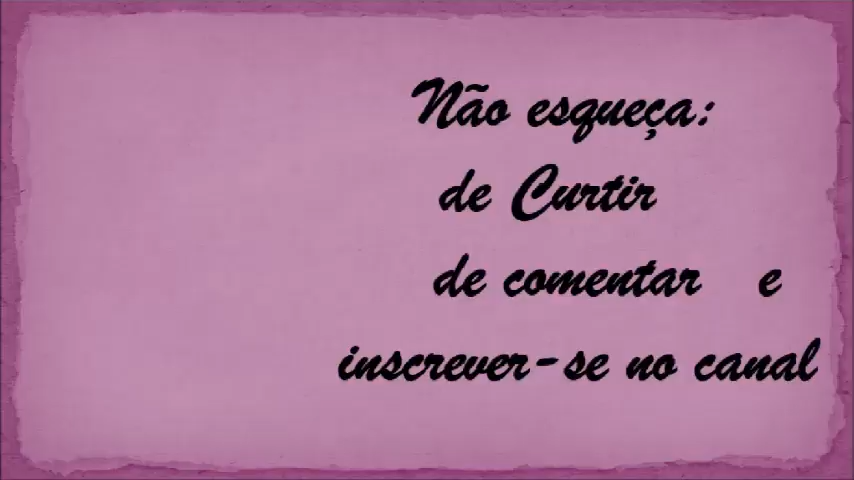 Não esqueça:
de Curtir
de comentar e
inscrever-se no canal